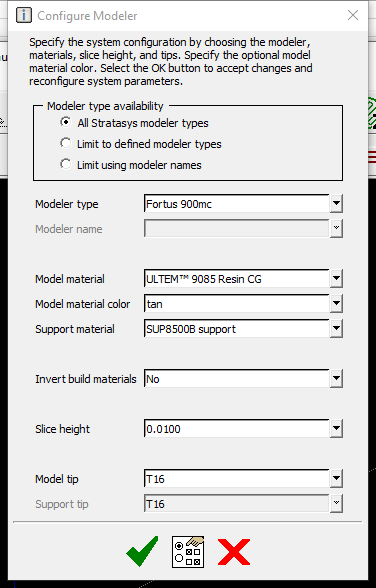 Configure Modeler
Specify the system configuration by choosing the modeler,
materials, slice height, and tips. Specify the optional model
material color. Select the OK button to accept changes and
reconfigure system parameters.
Modeler type availability
All Stratasys modeler types
Limit to defined modeler types
Limit using modeler names
Modeler type Fortus 900mc
Modeler name
Model material ULTEM™ 9085 Resin CG
Model material color tan
Support material SUP8500B support
Invert build materials No
Slice height 0.0100
Model tip T16
Support tip T16